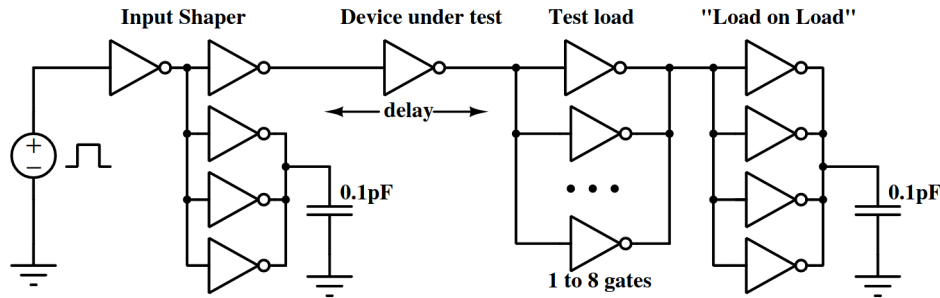 Input Shaper
Device under test
Test load
"Load on Load"
delay
+
−
0.1pF
0.1pF
1 to 8 gates